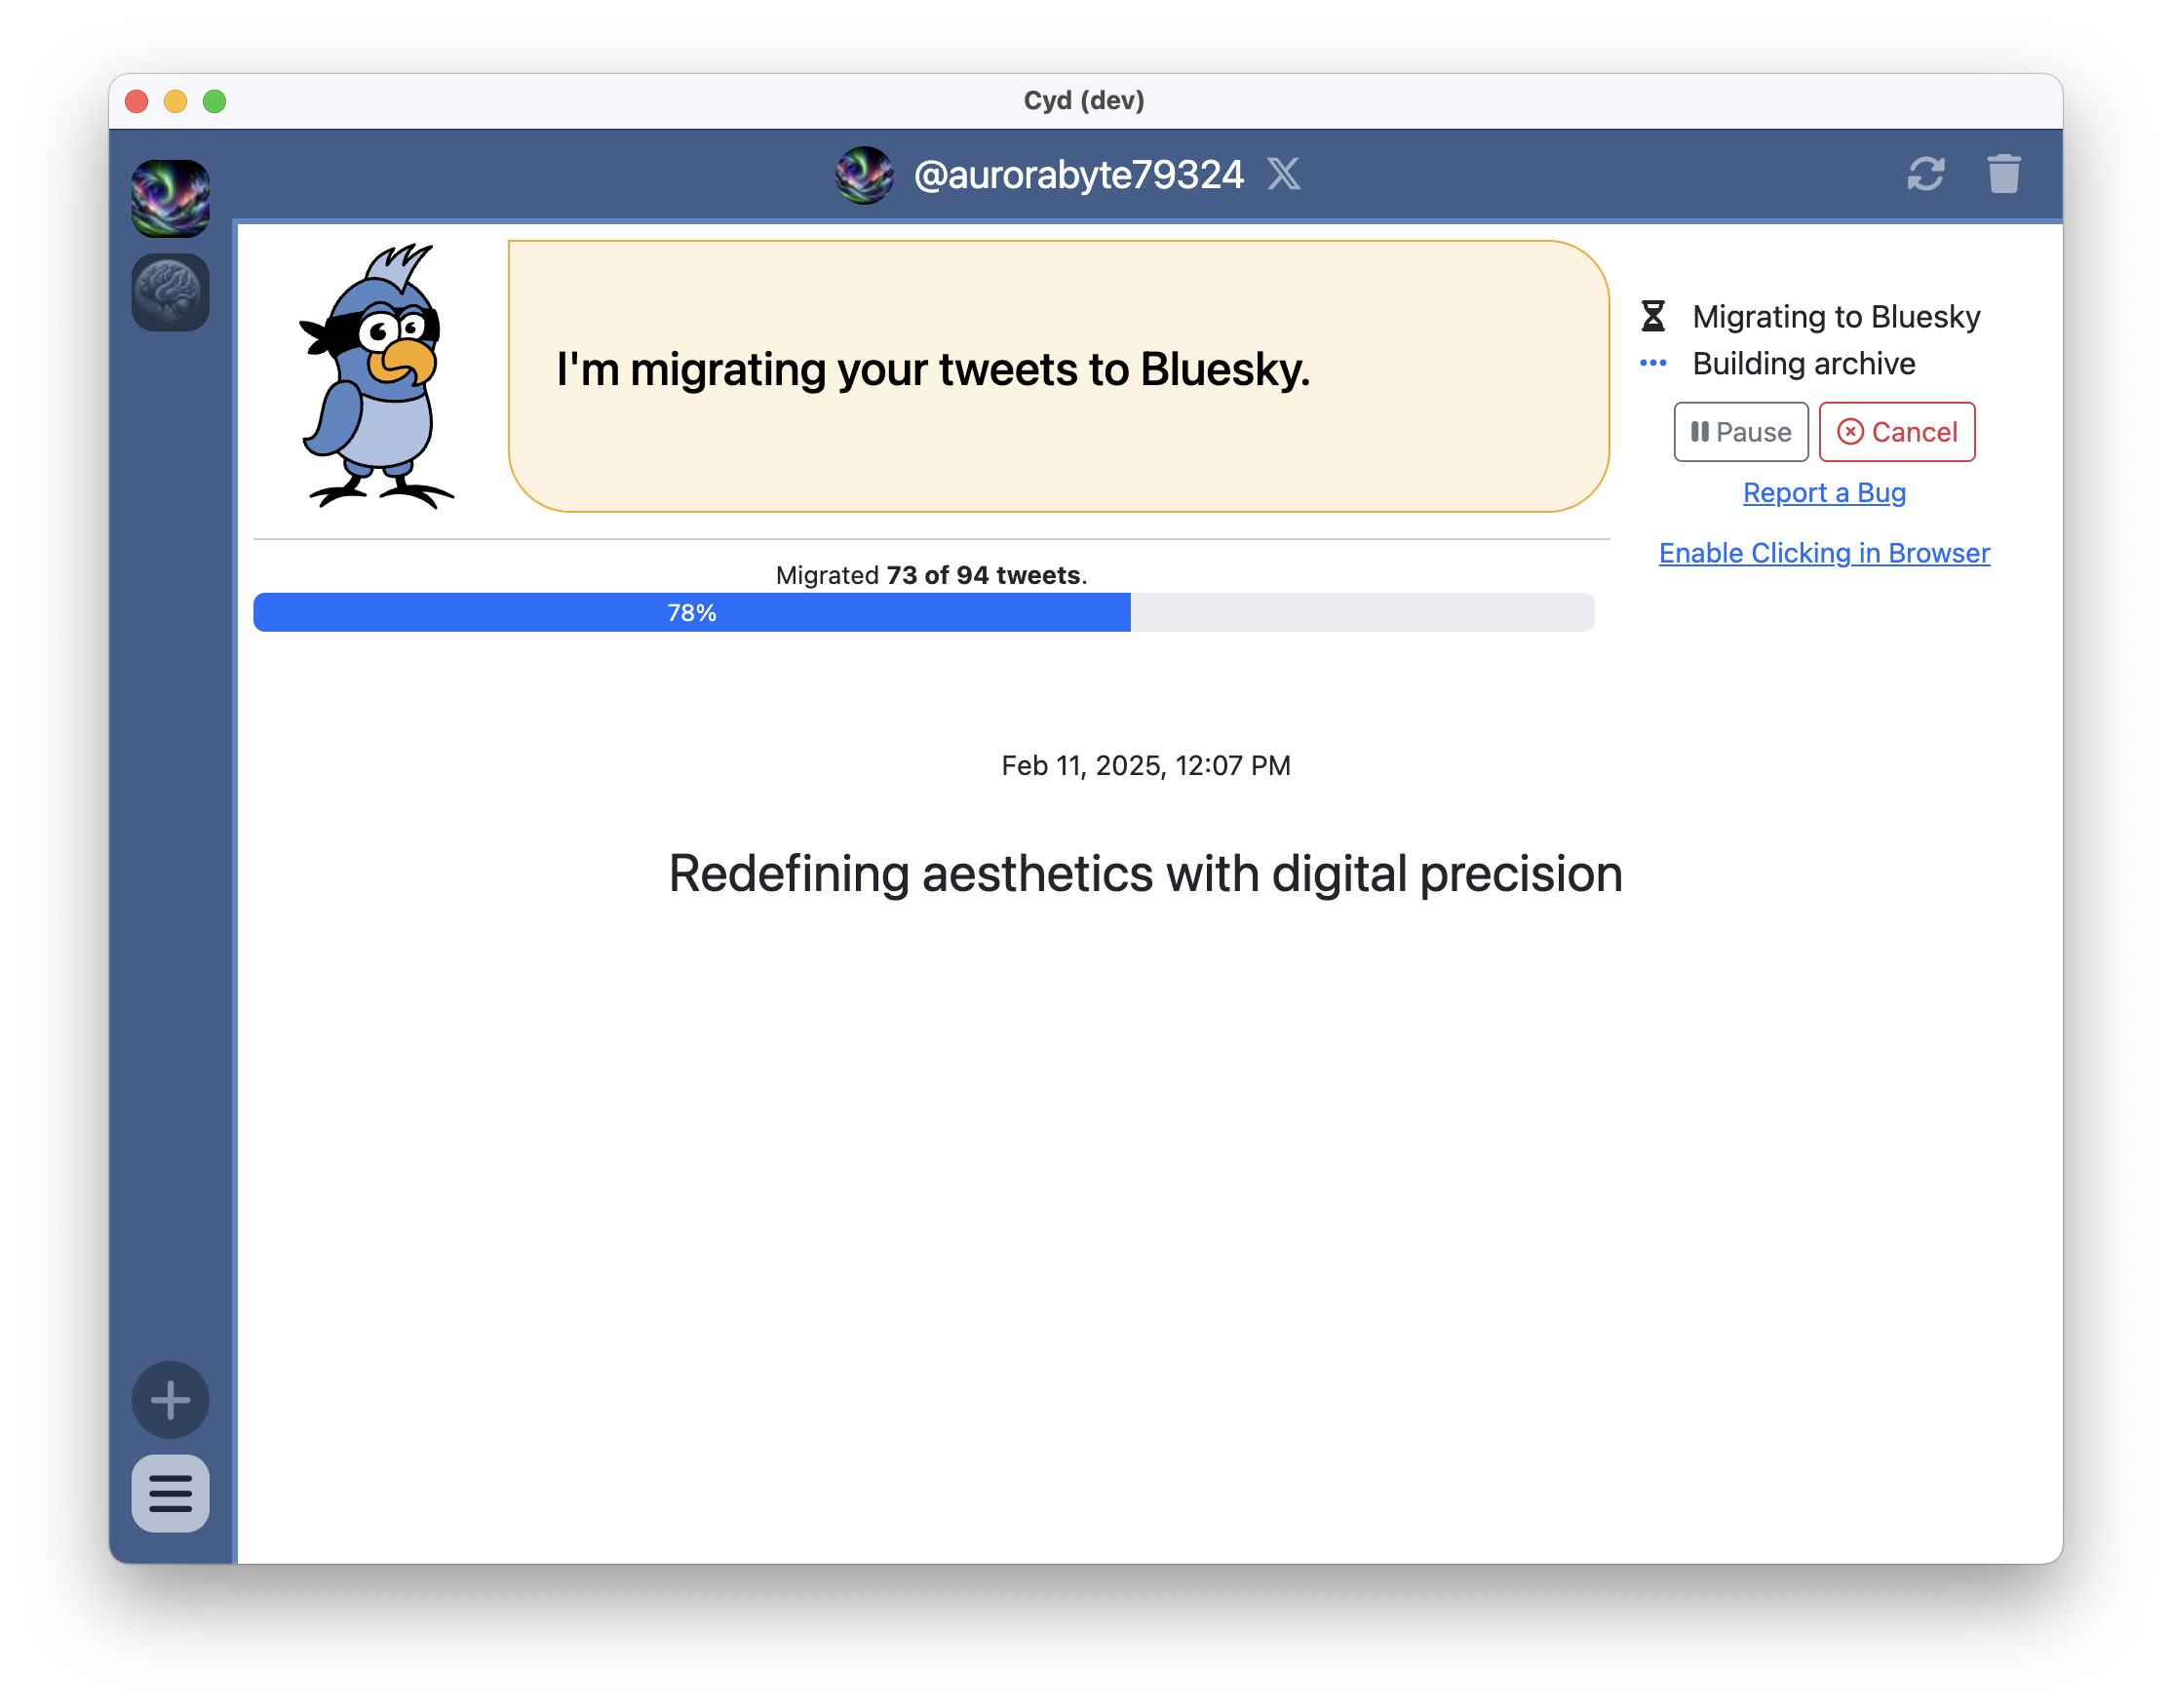 Cyd (dev)
@aurorabyte79324
I'm migrating your tweets to Bluesky.
Migrating to Bluesky
Building archive
Pause
Cancel
Report a Bug
Enable Clicking in Browser
Migrated 73 of 94 tweets.
78%
Feb 11, 2025, 12:07 PM
Redefining aesthetics with digital precision